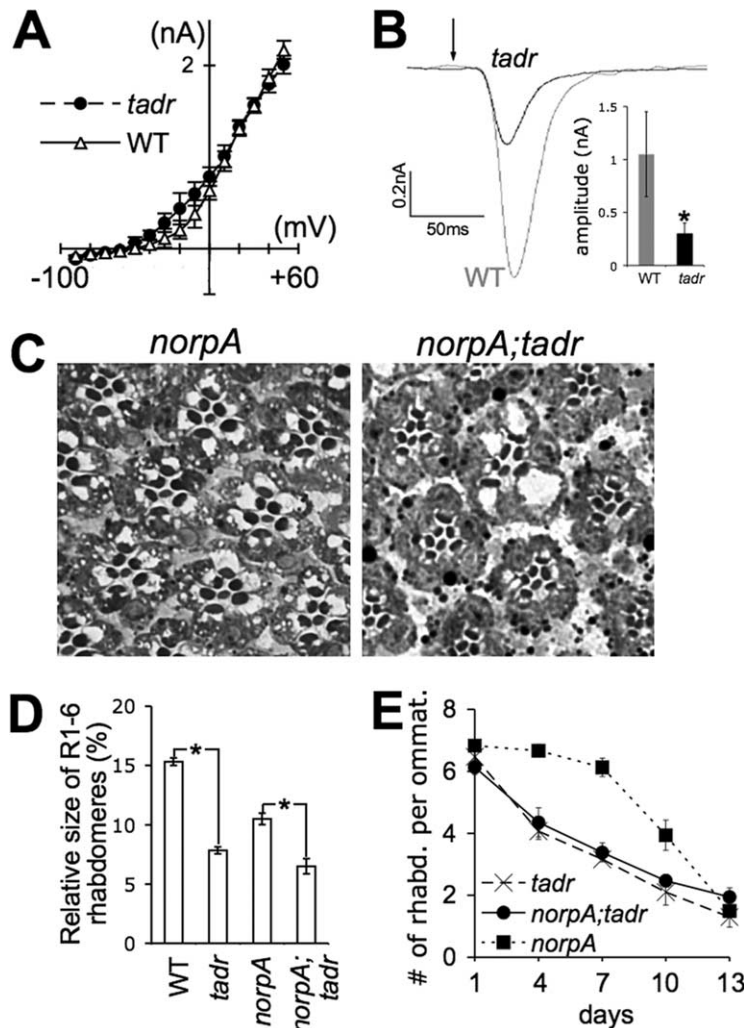 A
(nA)
2
tadr
WT
(mV)
-100
+60
B
tadr
0.2nA
50ms
WT
amplitude (nA)
1.5
1
0.5
0
*
WT
tadr
C
norpA
norpA;tadr
D
Relative size of R1-6
rhabdomeres (%)
20
15
10
5
0
*
*
WT
tadr
norpA
norpA;
tadr
E
# of rhabd. per ommat.
8
6
4
2
0
tadr
norpA;tadr
norpA
1
4
7
10
13
days